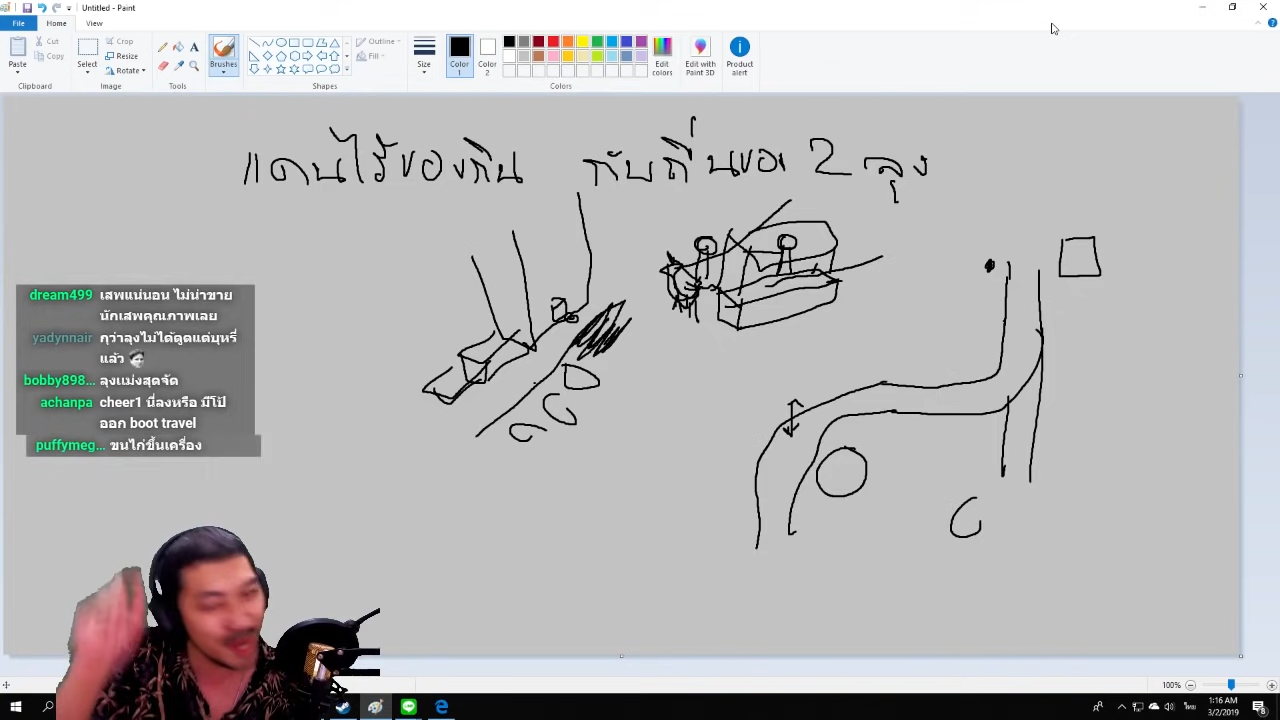 Untitled - Paint
File Home View
Paste Cut Copy Clipboard
Select Crop Resize Rotate Image
Tools
Brushes
Shapes Outline Fill
Size
Color 1 Color 2 Edit colors Colors
Edit with Paint 3D
Product alert
แดนไร้ของกิน กับถิ่นของ 2 ลุง
dream499 เสพแน่นอน ไม่น่าขาย
นักเสพคุณภาพเลย
yadynnair กุว่าลุงไม่ได้ดูดแต่บุหรี่
แล้ว
bobby898... ลุงแม่งสุดจัด
achanpa cheer1 นี่ลงหรือ มีโป้
ออก boot travel
puffymeg... ขนไก่ขึ้นเครื่อง
100%
1:16 AM
3/2/2019